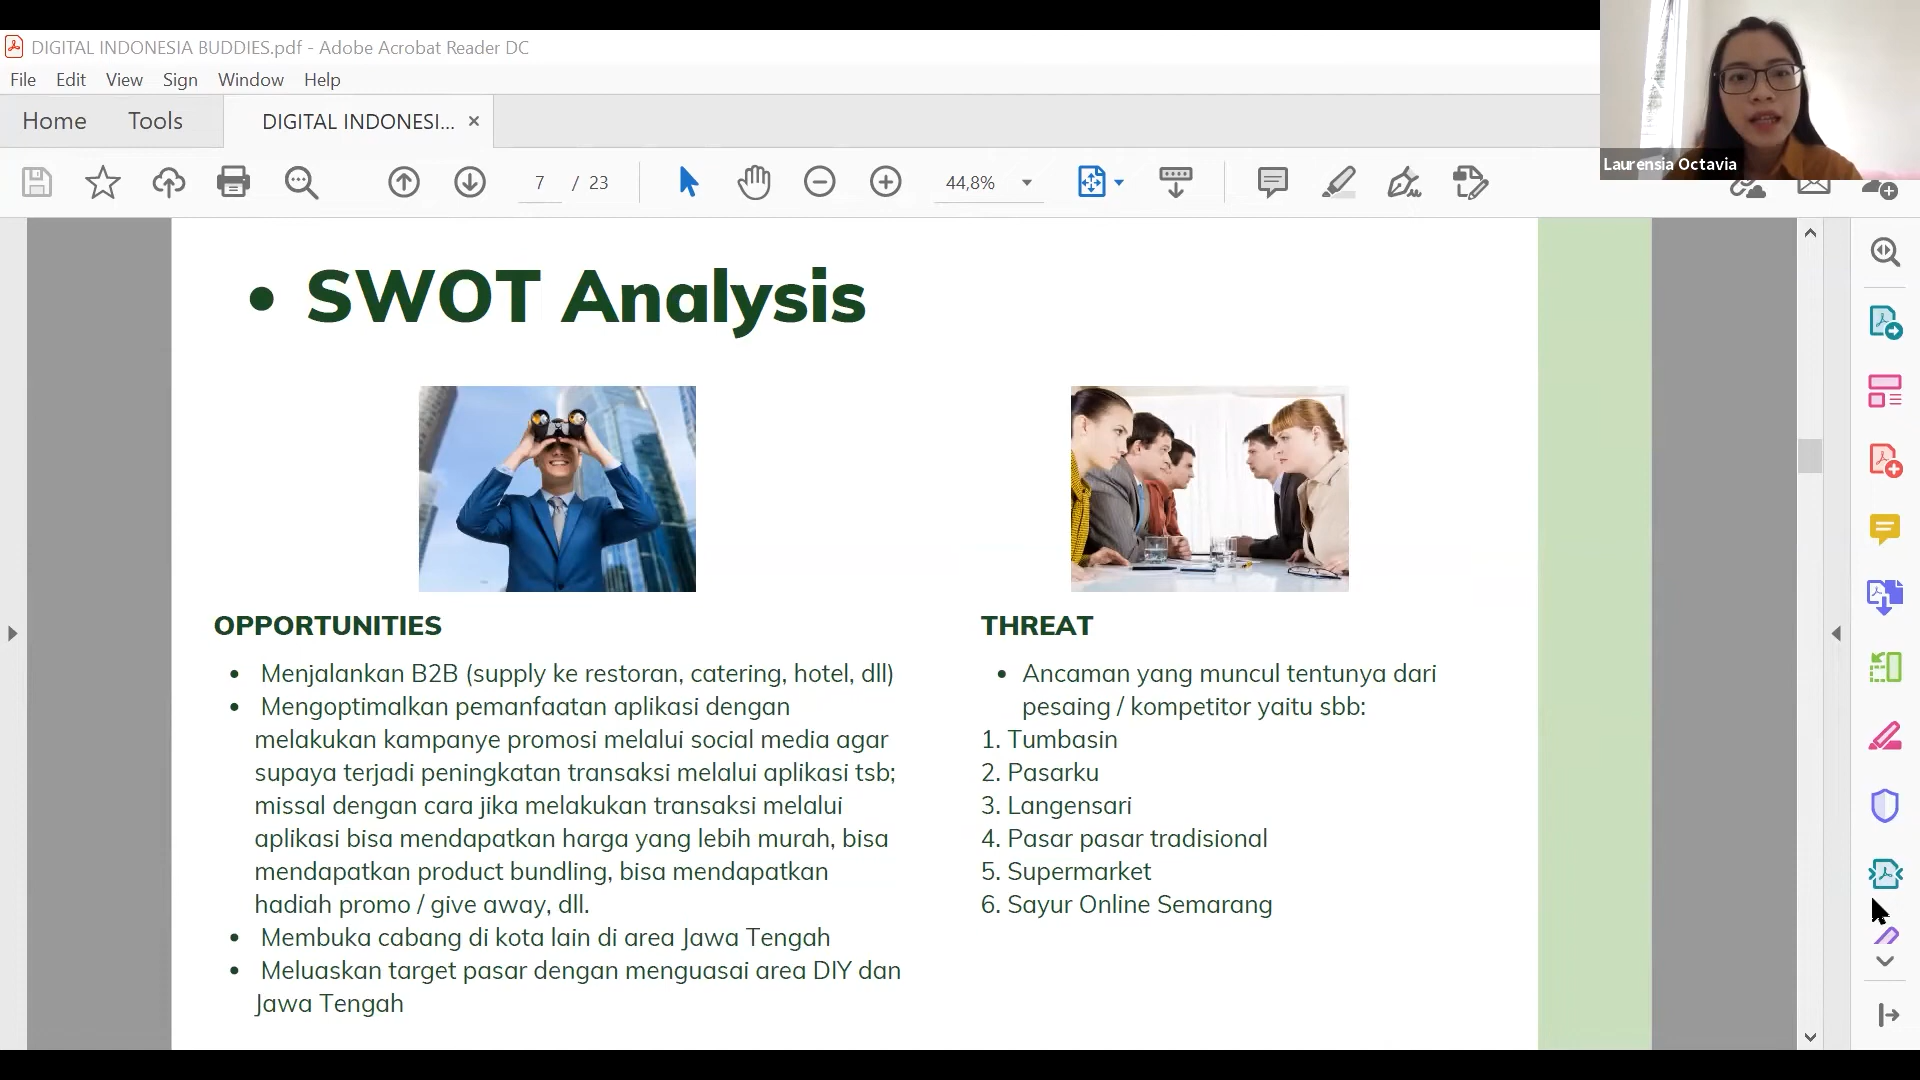 DIGITAL INDONESIA BUDDIES.pdf - Adobe Acrobat Reader DC
File Edit View Sign Window Help
Home Tools DIGITAL INDONESI... ×
7 / 23 44,8%
Laurensia Octavia
• SWOT Analysis
OPPORTUNITIES
• Menjalankan B2B (supply ke restoran, catering, hotel, dll)
• Mengoptimalkan pemanfaatan aplikasi dengan
melakukan kampanye promosi melalui social media agar
supaya terjadi peningkatan transaksi melalui aplikasi tsb;
missal dengan cara jika melakukan transaksi melalui
aplikasi bisa mendapatkan harga yang lebih murah, bisa
mendapatkan product bundling, bisa mendapatkan
hadiah promo / give away, dll.
• Membuka cabang di kota lain di area Jawa Tengah
• Meluaskan target pasar dengan menguasai area DIY dan
Jawa Tengah
THREAT
• Ancaman yang muncul tentunya dari
pesaing / kompetitor yaitu sbb:
1. Tumbasin
2. Pasarku
3. Langensari
4. Pasar pasar tradisional
5. Supermarket
6. Sayur Online Semarang